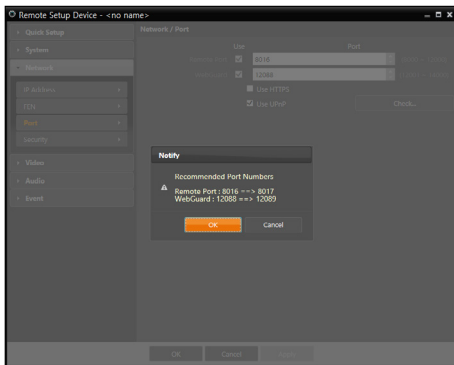 Remote Setup Device - <no name>
Quick Setup
System
Network
IP Address
Port
Security
Video
Audio
Event
Network / Port
Use Port
8016
12088
Use HTTPS
Use UPnP Check...
Notify
Recommended Port Numbers
Remote Port : 8016 ==> 8017
WebGuard : 12088 ==> 12089
OK Cancel
OK Cancel Apply